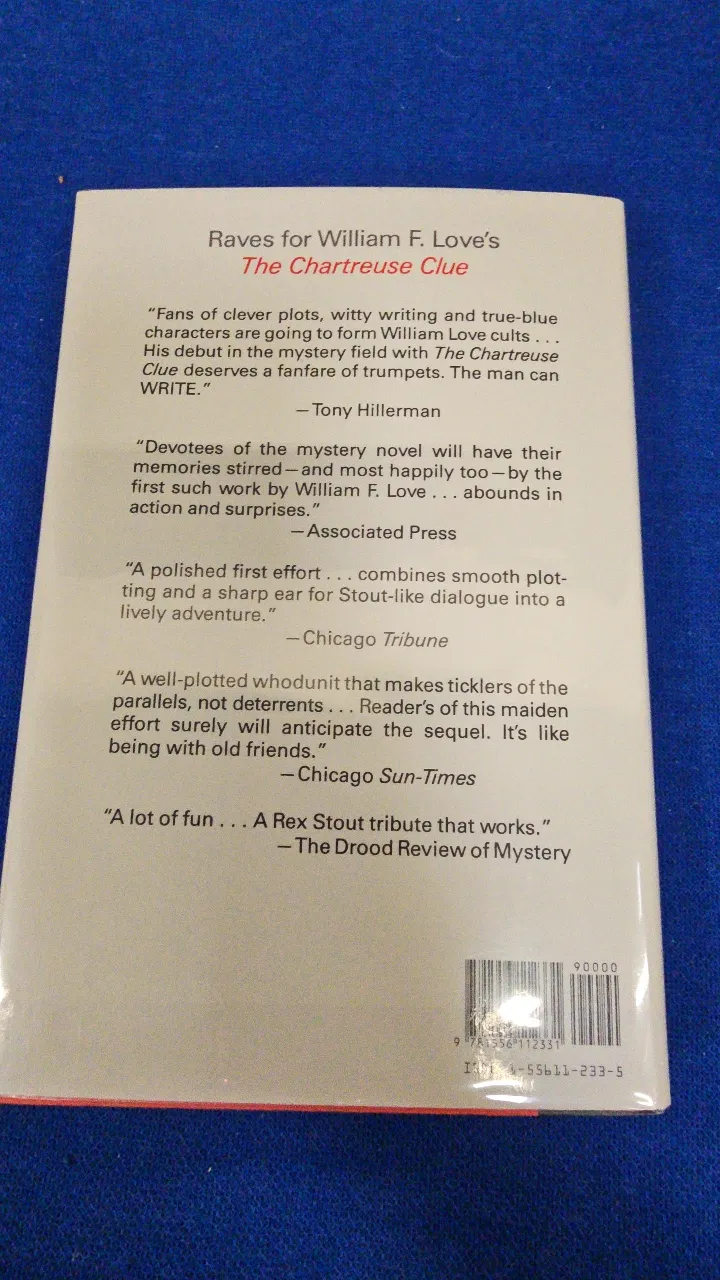 Raves for William F. Love's
The Chartreuse Clue
"Fans of clever plots, witty writing and true-blue
characters are going to form William Love cults . . .
His debut in the mystery field with The Chartreuse
Clue deserves a fanfare of trumpets. The man can
WRITE."
—Tony Hillerman
"Devotees of the mystery novel will have their
memories stirred—and most happily too—by the
first such work by William F. Love . . . abounds in
action and surprises."
—Associated Press
"A polished first effort . . . combines smooth plot-
ting and a sharp ear for Stout-like dialogue into a
lively adventure."
—Chicago Tribune
"A well-plotted whodunit that makes ticklers of the
parallels, not deterrents . . . Reader's of this maiden
effort surely will anticipate the sequel. It's like
being with old friends."
—Chicago Sun-Times
"A lot of fun . . . A Rex Stout tribute that works."
—The Drood Review of Mystery
90000
9 781556 112331
55611-233-5